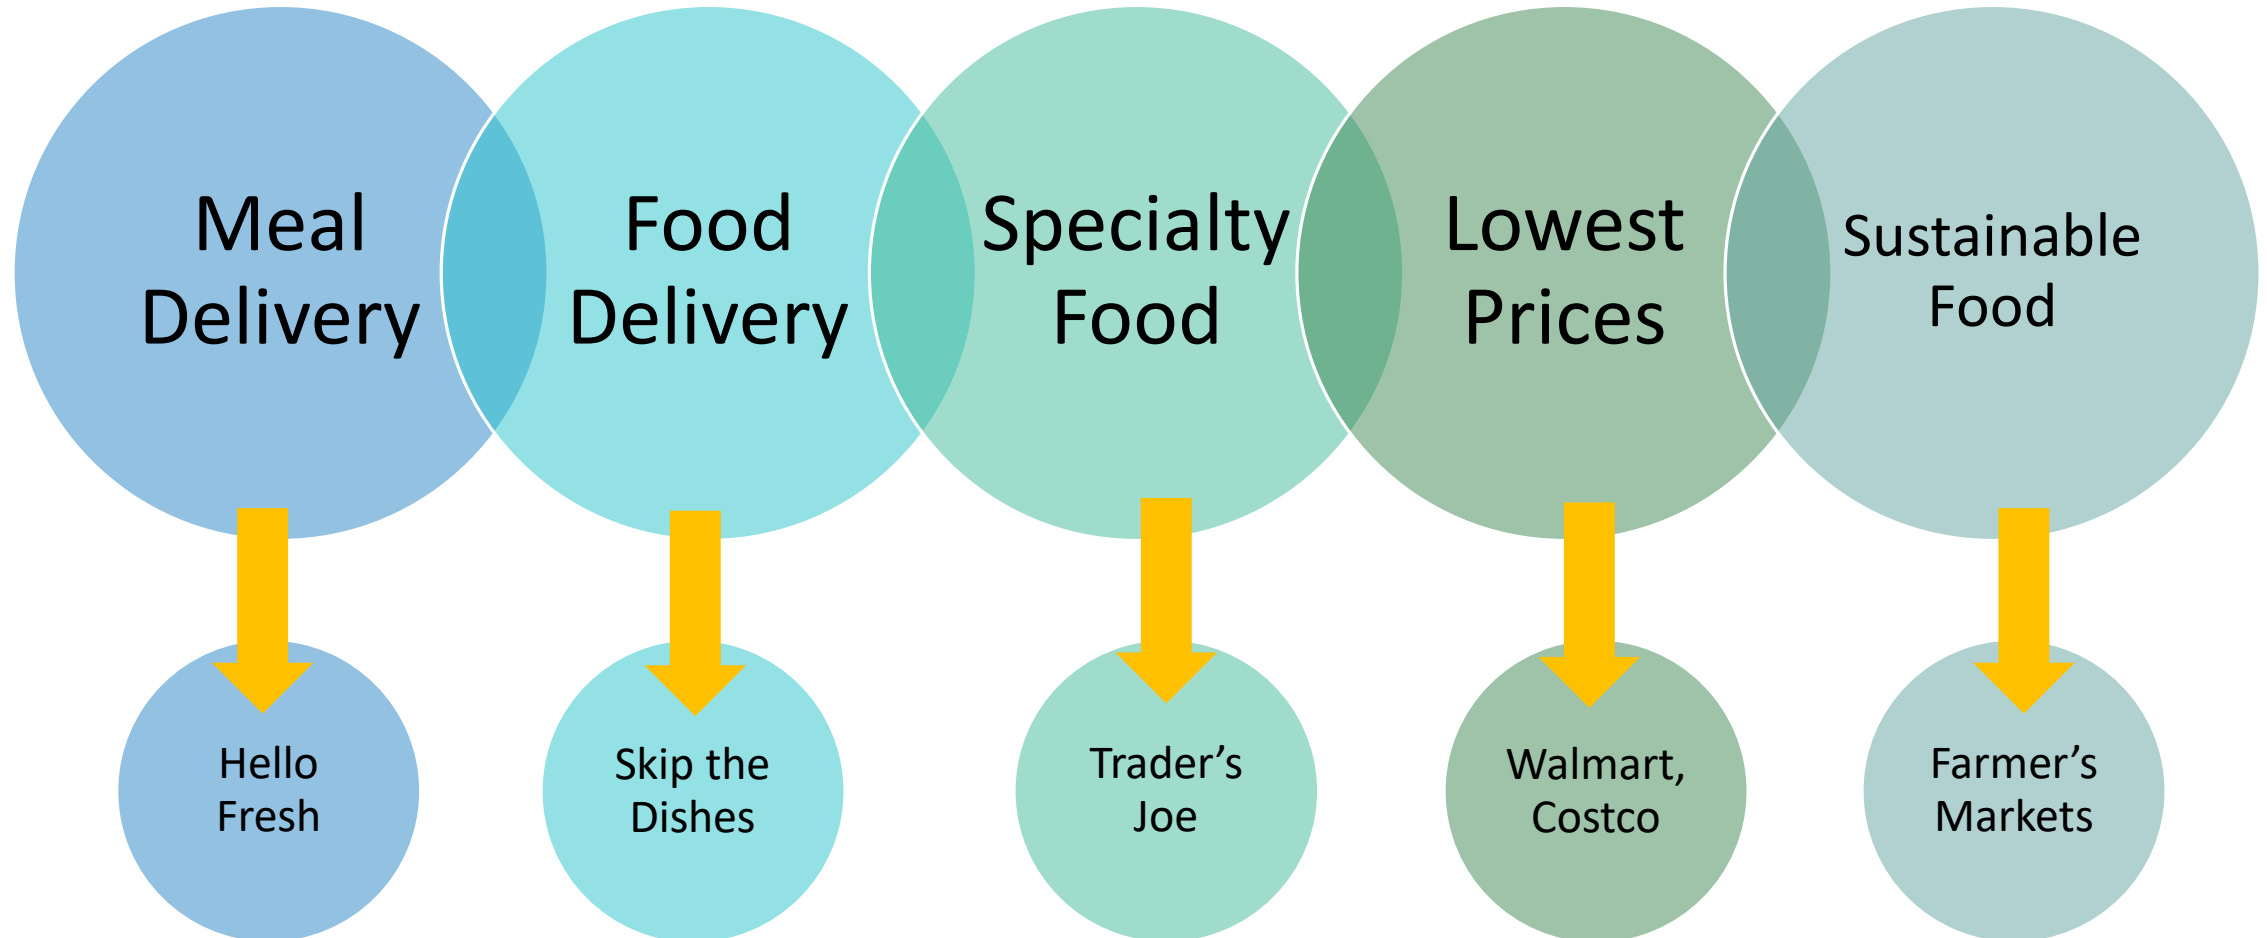 Meal
Delivery
Food
Delivery
Specialty
Food
Lowest
Prices
Sustainable
Food
Hello
Fresh
Skip the
Dishes
Trader’s
Joe
Walmart,
Costco
Farmer’s
Markets